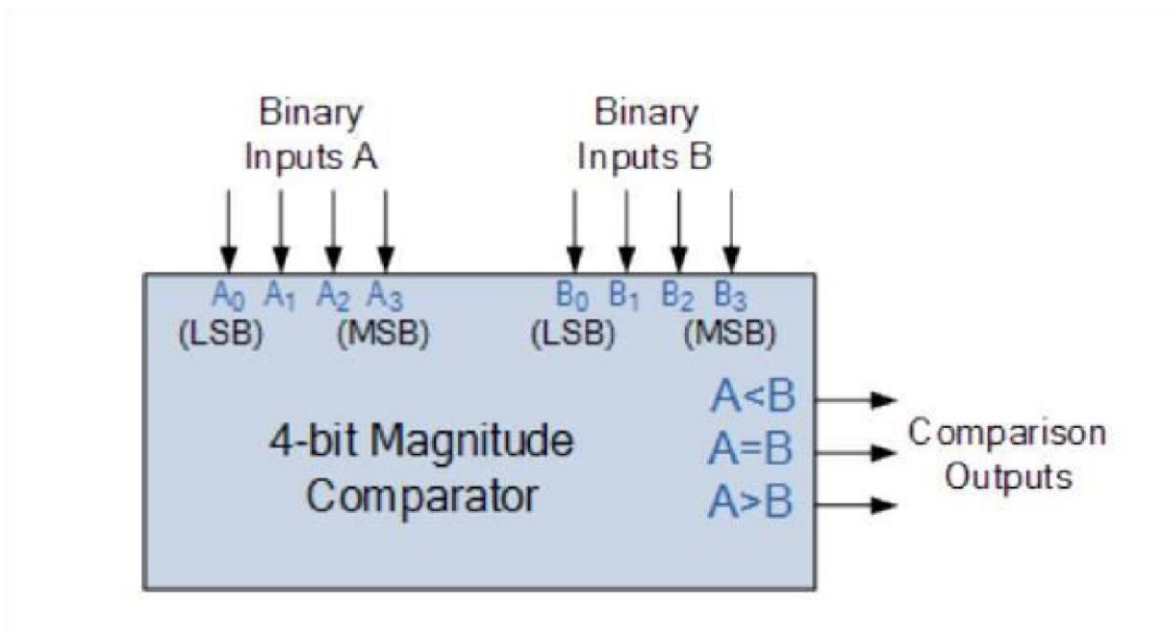 Binary
Inputs A
Binary
Inputs B
A₀ A₁ A₂ A₃
(LSB) (MSB)
B₀ B₁ B₂ B₃
(LSB) (MSB)
4-bit Magnitude
Comparator
A<B
A=B
A>B
Comparison
Outputs